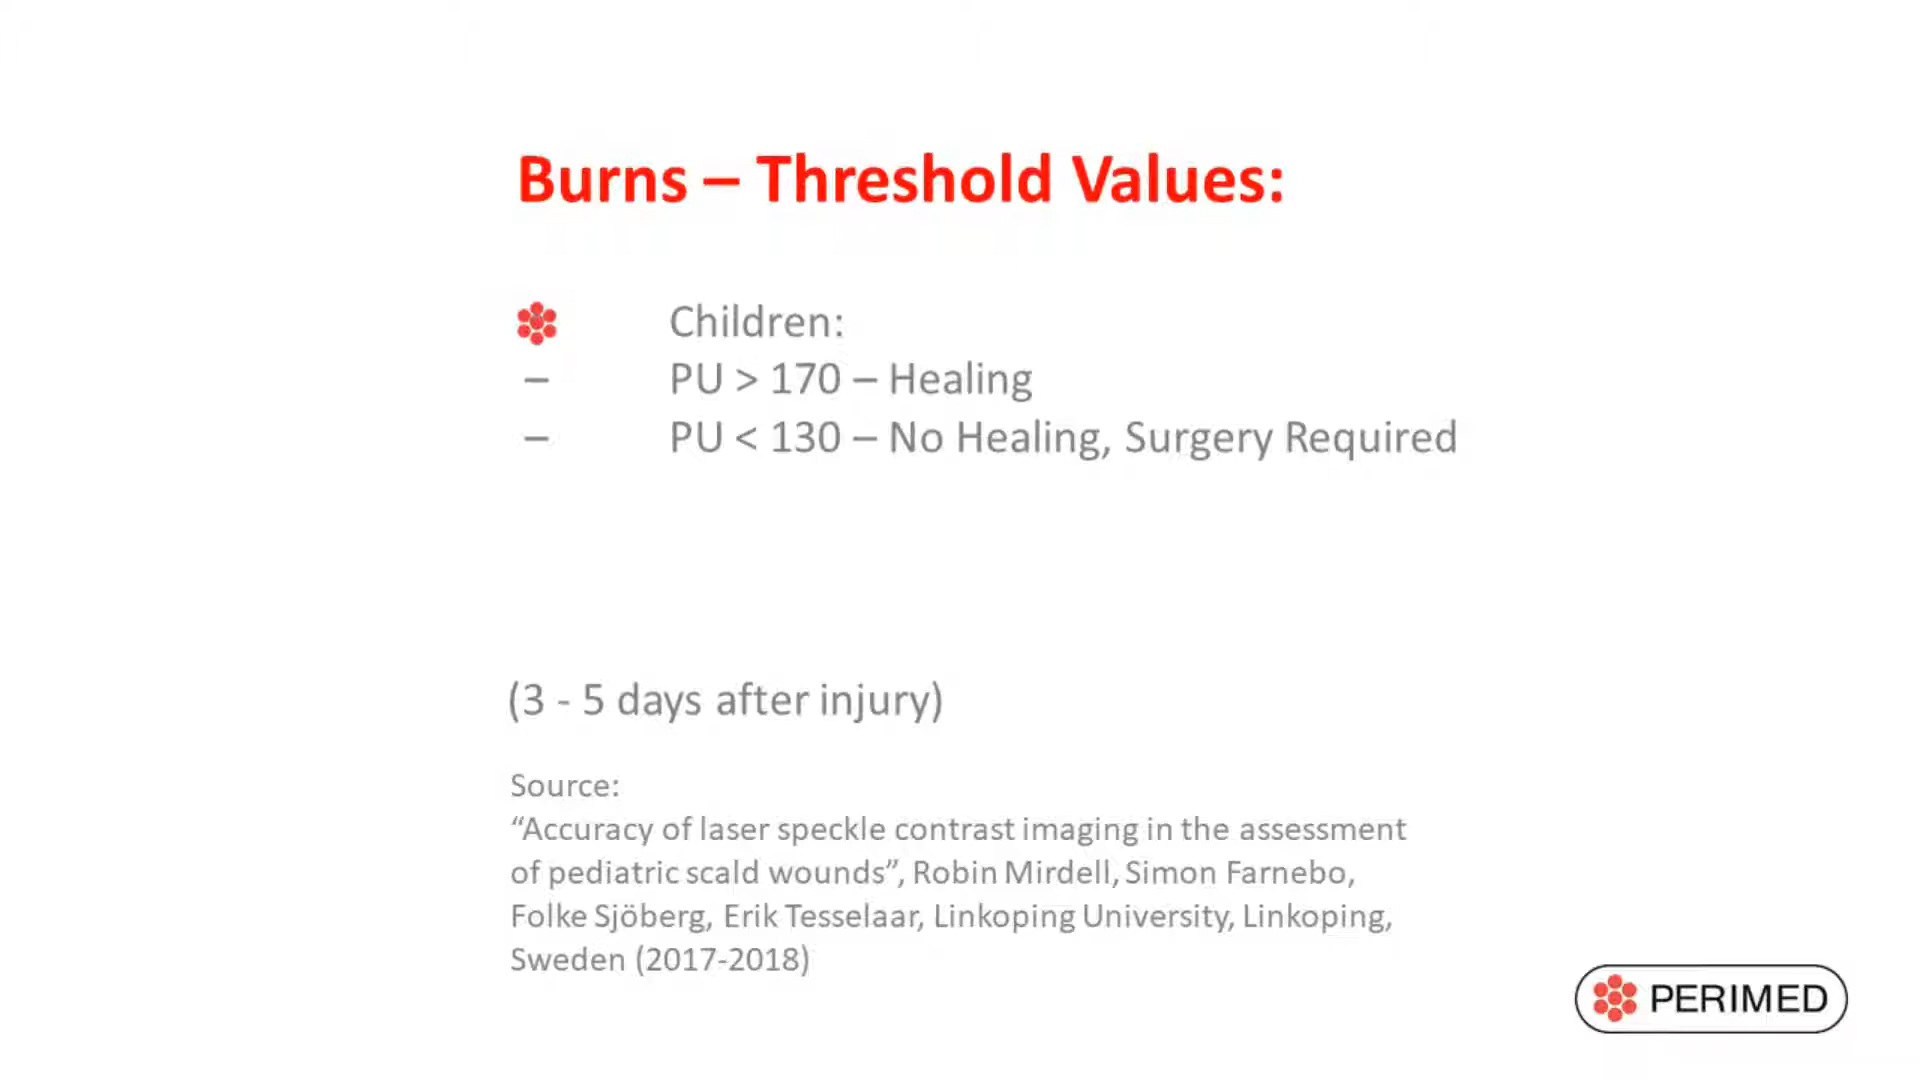 Burns – Threshold Values:
Children:
– PU > 170 – Healing
– PU < 130 – No Healing, Surgery Required
(3 - 5 days after injury)
Source:
“Accuracy of laser speckle contrast imaging in the assessment
of pediatric scald wounds”, Robin Mirdell, Simon Farnebo,
Folke Sjöberg, Erik Tesselaar, Linkoping University, Linkoping,
Sweden (2017-2018)
PERIMED